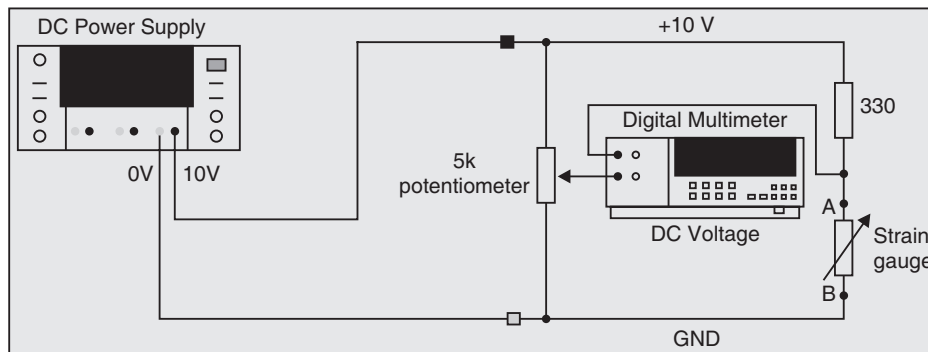 DC Power Supply
+10 V
330
Digital Multimeter
0V
10V
5k
potentiometer
A
DC Voltage
Strain
gauge
B
GND